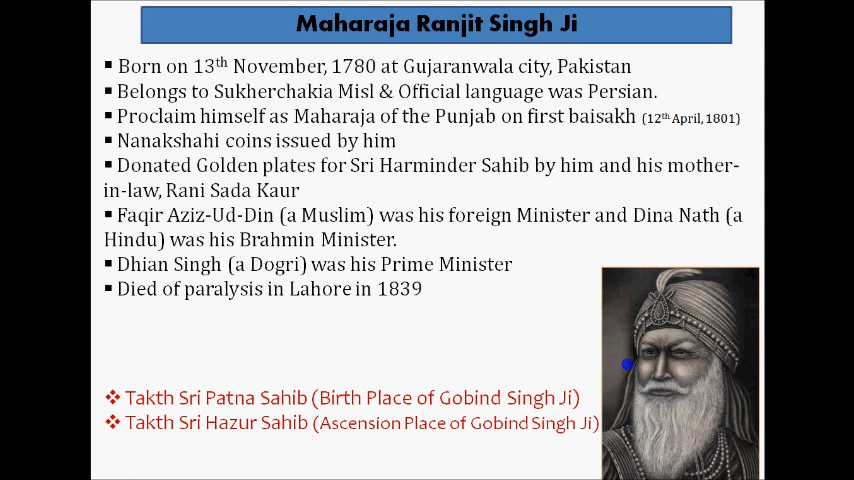 Maharaja Ranjit Singh Ji
▪ Born on 13th November, 1780 at Gujaranwala city, Pakistan
▪ Belongs to Sukherchakia Misl & Official language was Persian.
▪ Proclaim himself as Maharaja of the Punjab on first baisakh (12th April, 1801)
▪ Nanakshahi coins issued by him
▪ Donated Golden plates for Sri Harminder Sahib by him and his mother-
in-law, Rani Sada Kaur
▪ Faqir Aziz-Ud-Din (a Muslim) was his foreign Minister and Dina Nath (a
Hindu) was his Brahmin Minister.
▪ Dhian Singh (a Dogri) was his Prime Minister
▪ Died of paralysis in Lahore in 1839
❖ Takth Sri Patna Sahib (Birth Place of Gobind Singh Ji)
❖ Takth Sri Hazur Sahib (Ascension Place of Gobind Singh Ji)